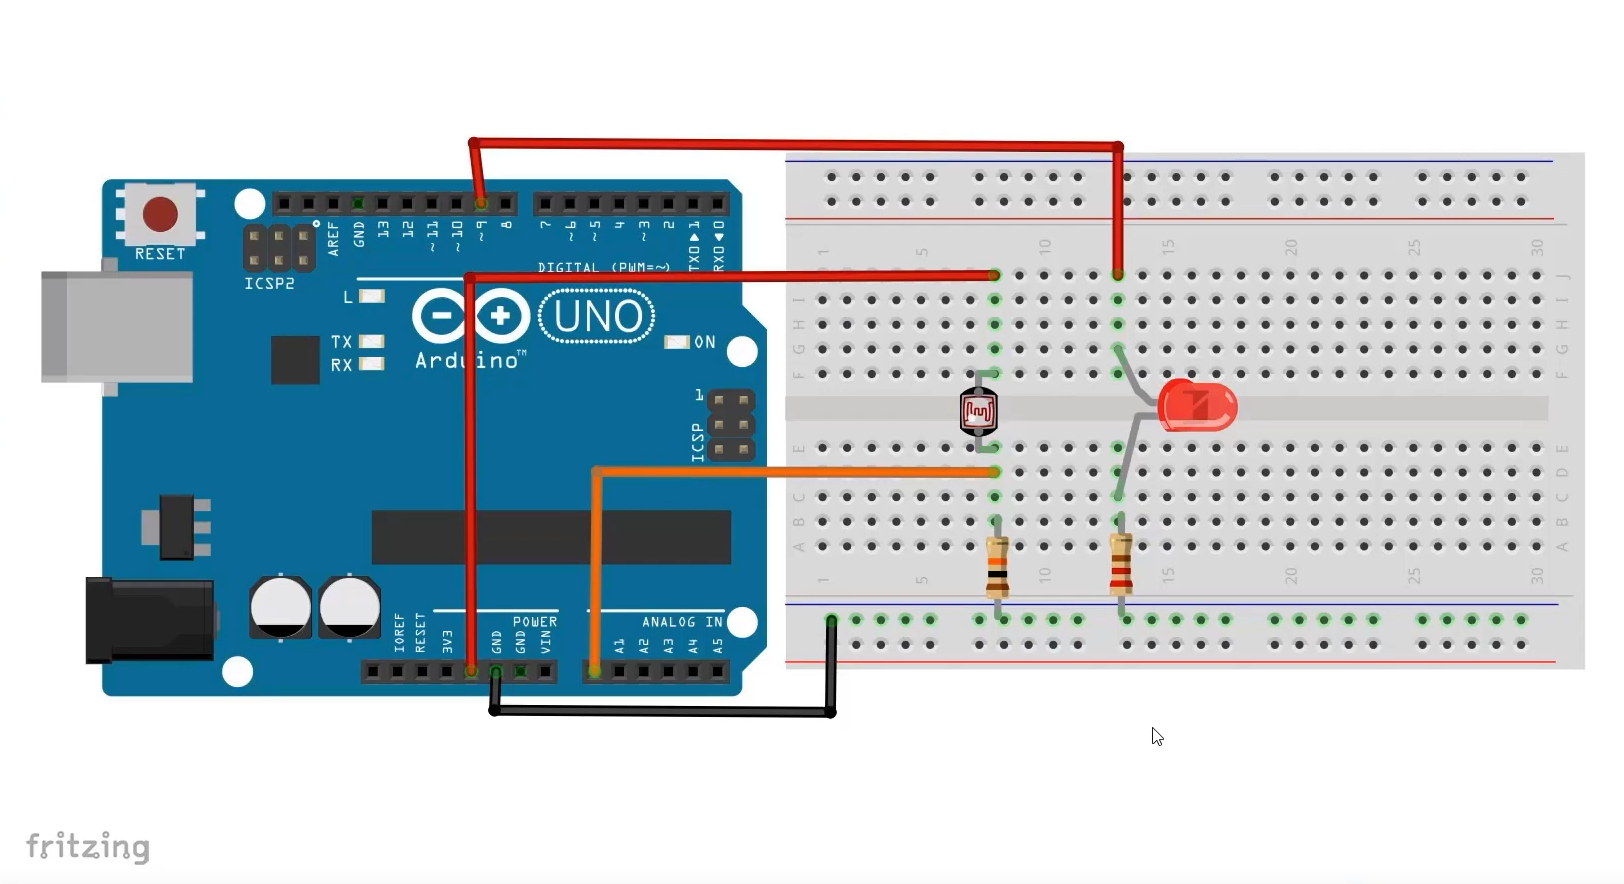 RESET
ICSP2
AREF
GND
13
12
~11
~10
~9
8
7
~6
~5
4
~3
2
TX0▶1
RX0◀0
DIGITAL (PWM=~)
L
TX
RX
UNO
ON
Arduino™
1
ICSP
IOREF
RESET
3V3
GND
GND
VIN
POWER
ANALOG IN
A1
A2
A3
A4
A5
1
5
10
15
20
25
30
J
I
H
G
F
J
I
H
G
F
E
D
C
B
A
E
D
C
B
A
1
5
10
15
20
25
30
fritzing